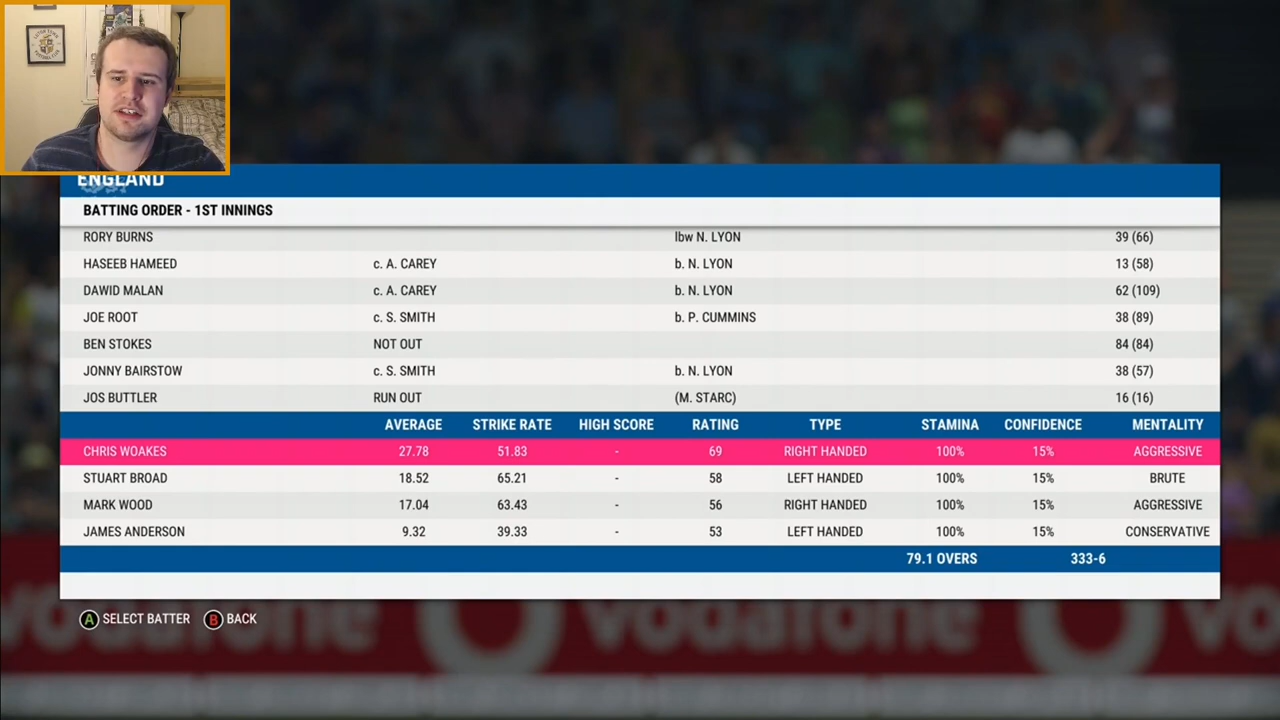 ENGLAND
BATTING ORDER - 1ST INNINGS
RORY BURNS lbw N. LYON 39 (66)
HASEEB HAMEED c. A. CAREY b. N. LYON 13 (58)
DAWID MALAN c. A. CAREY b. N. LYON 62 (109)
JOE ROOT c. S. SMITH b. P. CUMMINS 38 (89)
BEN STOKES NOT OUT 84 (84)
JONNY BAIRSTOW c. S. SMITH b. N. LYON 38 (57)
JOS BUTTLER RUN OUT (M. STARC) 16 (16)
AVERAGE STRIKE RATE HIGH SCORE RATING TYPE STAMINA CONFIDENCE MENTALITY
CHRIS WOAKES 27.78 51.83 - 69 RIGHT HANDED 100% 15% AGGRESSIVE
STUART BROAD 18.52 65.21 - 58 LEFT HANDED 100% 15% BRUTE
MARK WOOD 17.04 63.43 - 56 RIGHT HANDED 100% 15% AGGRESSIVE
JAMES ANDERSON 9.32 39.33 - 53 LEFT HANDED 100% 15% CONSERVATIVE
79.1 OVERS 333-6
A SELECT BATTER B BACK
vodafone vodafone vo